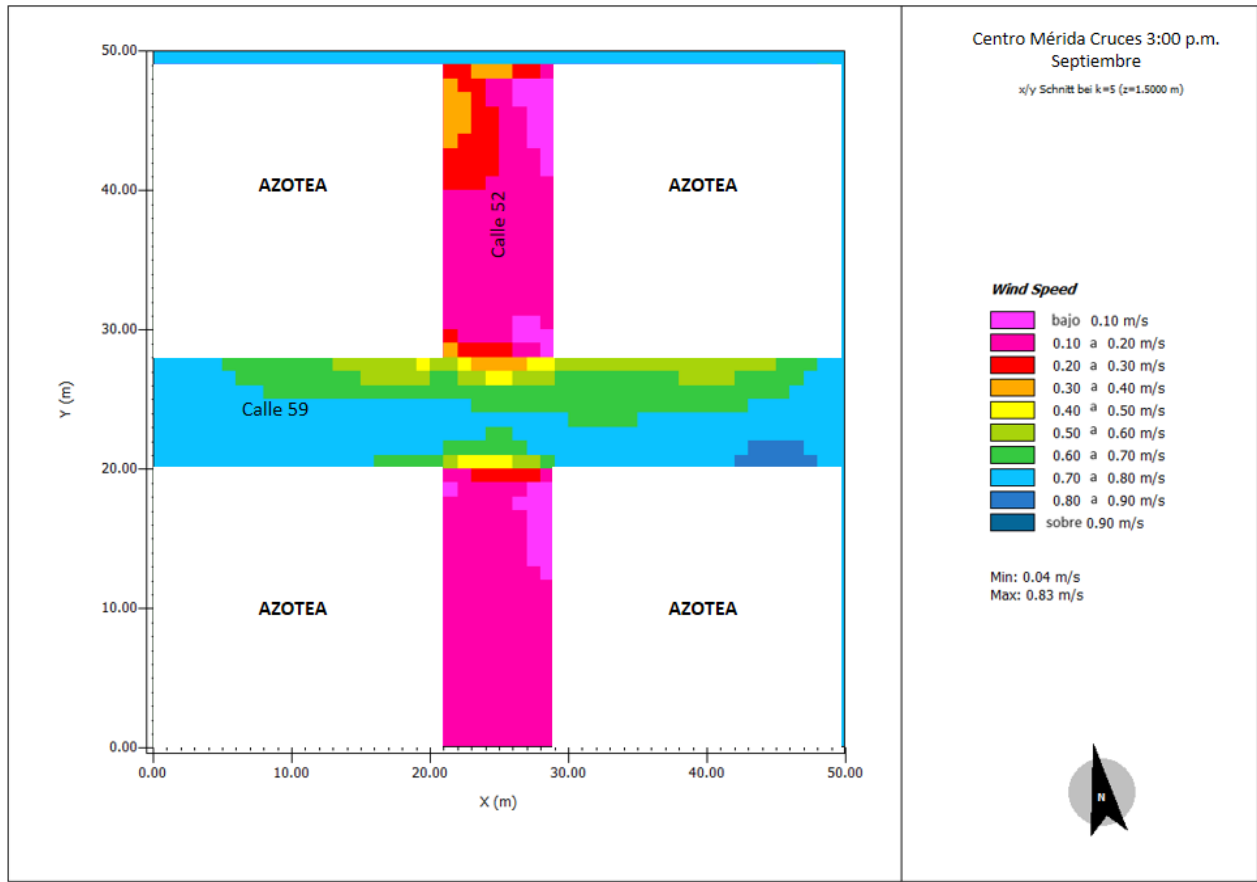 Centro Mérida Cruces 3:00 p.m.
Septiembre
x/y Schnitt bei k=5 (z=1.5000 m)
50.00
40.00
30.00
20.00
10.00
0.00
Y (m)
AZOTEA
AZOTEA
Calle 52
Calle 59
AZOTEA
AZOTEA
0.00
10.00
20.00
30.00
40.00
50.00
X (m)
Wind Speed
bajo 0.10 m/s
0.10 a 0.20 m/s
0.20 a 0.30 m/s
0.30 a 0.40 m/s
0.40 a 0.50 m/s
0.50 a 0.60 m/s
0.60 a 0.70 m/s
0.70 a 0.80 m/s
0.80 a 0.90 m/s
sobre 0.90 m/s
Min: 0.04 m/s
Max: 0.83 m/s
N